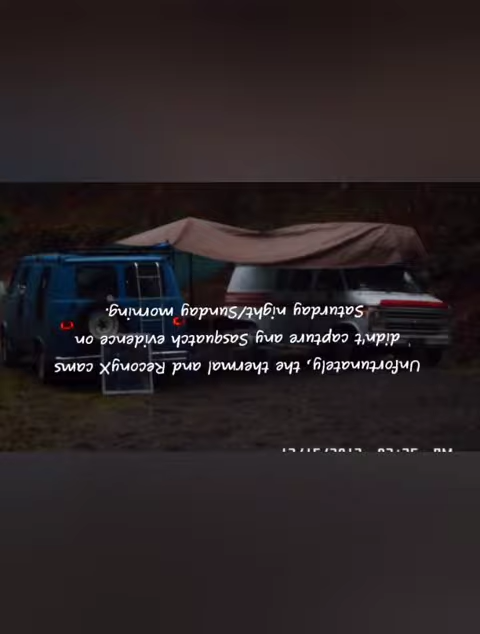 Unfortunately, the thermal and ReconyX cams
didn't capture any Sasquatch evidence on
Saturday night/Sunday morning.